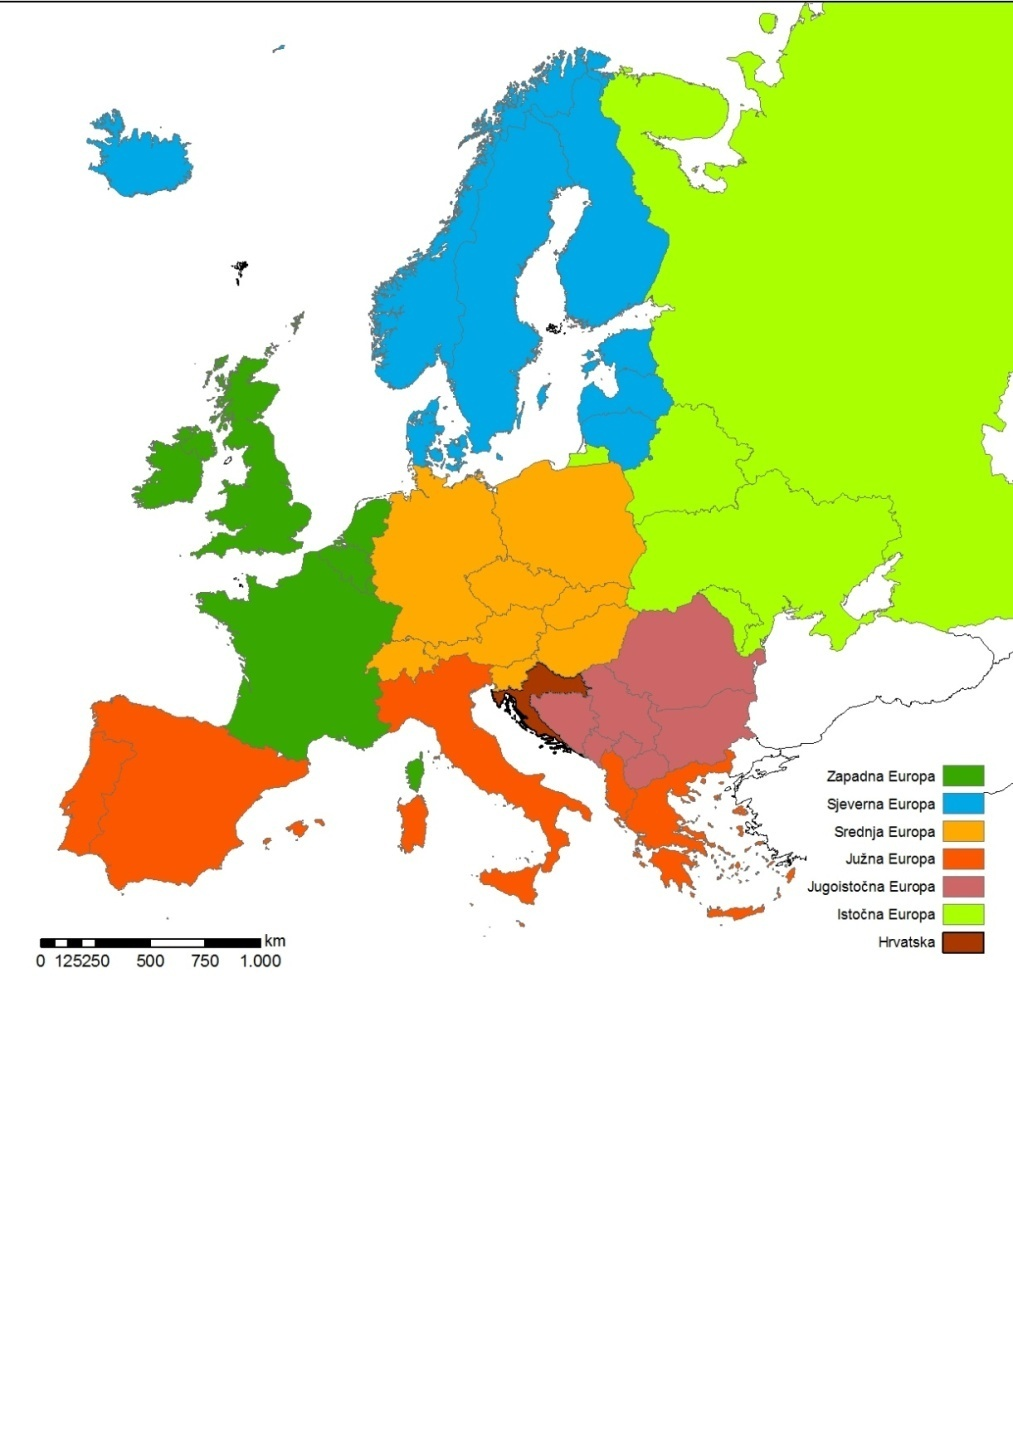 Zapadna Europa
Sjeverna Europa
Srednja Europa
Južna Europa
Jugoistočna Europa
Istočna Europa
Hrvatska
km
0 125250 500 750 1.000